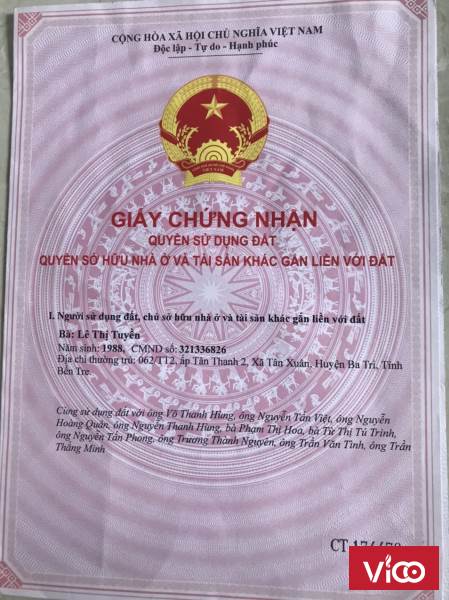 CỘNG HÒA XÃ HỘI CHỦ NGHĨA VIỆT NAM
Độc lập - Tự do - Hạnh phúc
VIỆT NAM
GIẤY CHỨNG NHẬN
QUYỀN SỬ DỤNG ĐẤT
QUYỀN SỞ HỮU NHÀ Ở VÀ TÀI SẢN KHÁC GẮN LIỀN VỚI ĐẤT
I. Người sử dụng đất, chủ sở hữu nhà ở và tài sản khác gắn liền với đất
Bà: Lê Thị Tuyền
Năm sinh: 1988, CMND số: 321336826
Địa chỉ thường trú: 062/TT2, ấp Tân Thanh 2, Xã Tân Xuân, Huyện Ba Tri, Tỉnh
Bến Tre.
Cùng sử dụng đất với ông Võ Thanh Hùng, ông Nguyễn Tấn Việt, ông Nguyễn
Hoàng Quân, ông Nguyễn Thanh Hùng, bà Phạm Thị Hoa, bà Từ Thị Tú Trinh,
ông Nguyễn Tấn Phong, ông Trương Thành Nguyên, ông Trần Văn Tình, ông Trần
Thăng Minh
CT
Vico